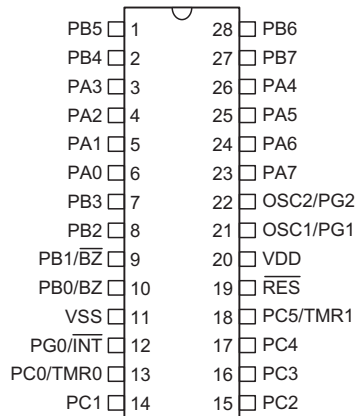 PB5 1 28 PB6
PB4 2 27 PB7
PA3 3 26 PA4
PA2 4 25 PA5
PA1 5 24 PA6
PA0 6 23 PA7
PB3 7 22 OSC2/PG2
PB2 8 21 OSC1/PG1
PB1/B̅Z̅ 9 20 VDD
PB0/BZ 10 19 R̅E̅S̅
VSS 11 18 PC5/TMR1
PG0/I̅N̅T̅ 12 17 PC4
PC0/TMR0 13 16 PC3
PC1 14 15 PC2